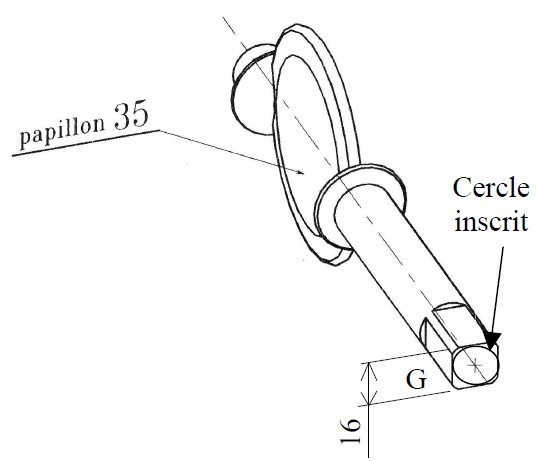 papillon 35
Cercle
inscrit
G
16